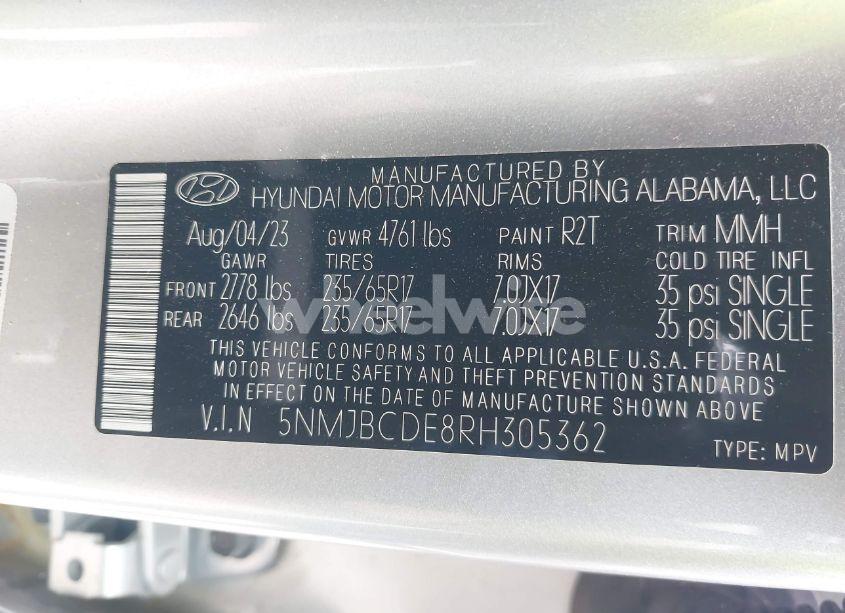 MANUFACTURED BY
HYUNDAI MOTOR MANUFACTURING ALABAMA, LLC
Aug/04/23 GVWR 4761 lbs PAINT R2T TRIM MMH
GAWR TIRES RIMS COLD TIRE INFL
FRONT 2778 lbs 235/65R17 7.0JX17 35 psi SINGLE
REAR 2646 lbs 235/65R17 7.0JX17 35 psi SINGLE
wheelwise
THIS VEHICLE CONFORMS TO ALL APPLICABLE U.S.A. FEDERAL
MOTOR VEHICLE SAFETY AND THEFT PREVENTION STANDARDS
IN EFFECT ON THE DATE OF MANUFACTURE SHOWN ABOVE.
V.I.N 5NMJBCDE8RH305362
TYPE: MPV